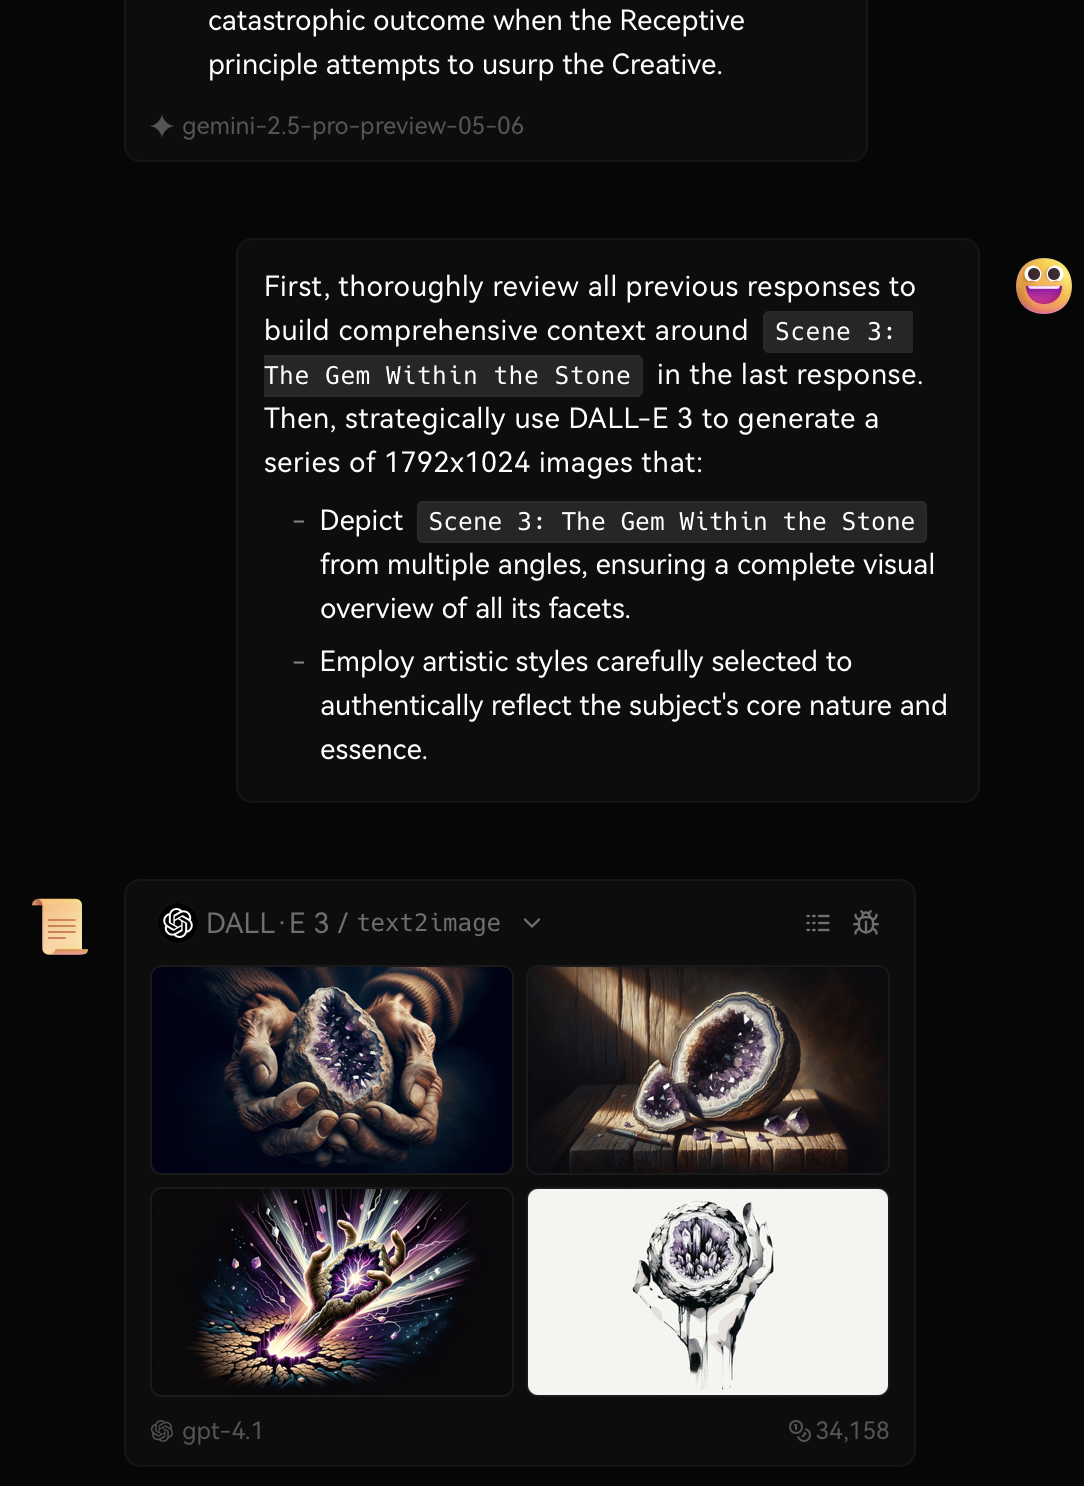 catastrophic outcome when the Receptive
principle attempts to usurp the Creative.
gemini-2.5-pro-preview-05-06
First, thoroughly review all previous responses to
build comprehensive context around Scene 3:
The Gem Within the Stone in the last response.
Then, strategically use DALL-E 3 to generate a
series of 1792x1024 images that:
- Depict Scene 3: The Gem Within the Stone
from multiple angles, ensuring a complete visual
overview of all its facets.
- Employ artistic styles carefully selected to
authentically reflect the subject's core nature and
essence.
DALL·E 3 / text2image
gpt-4.1
34,158